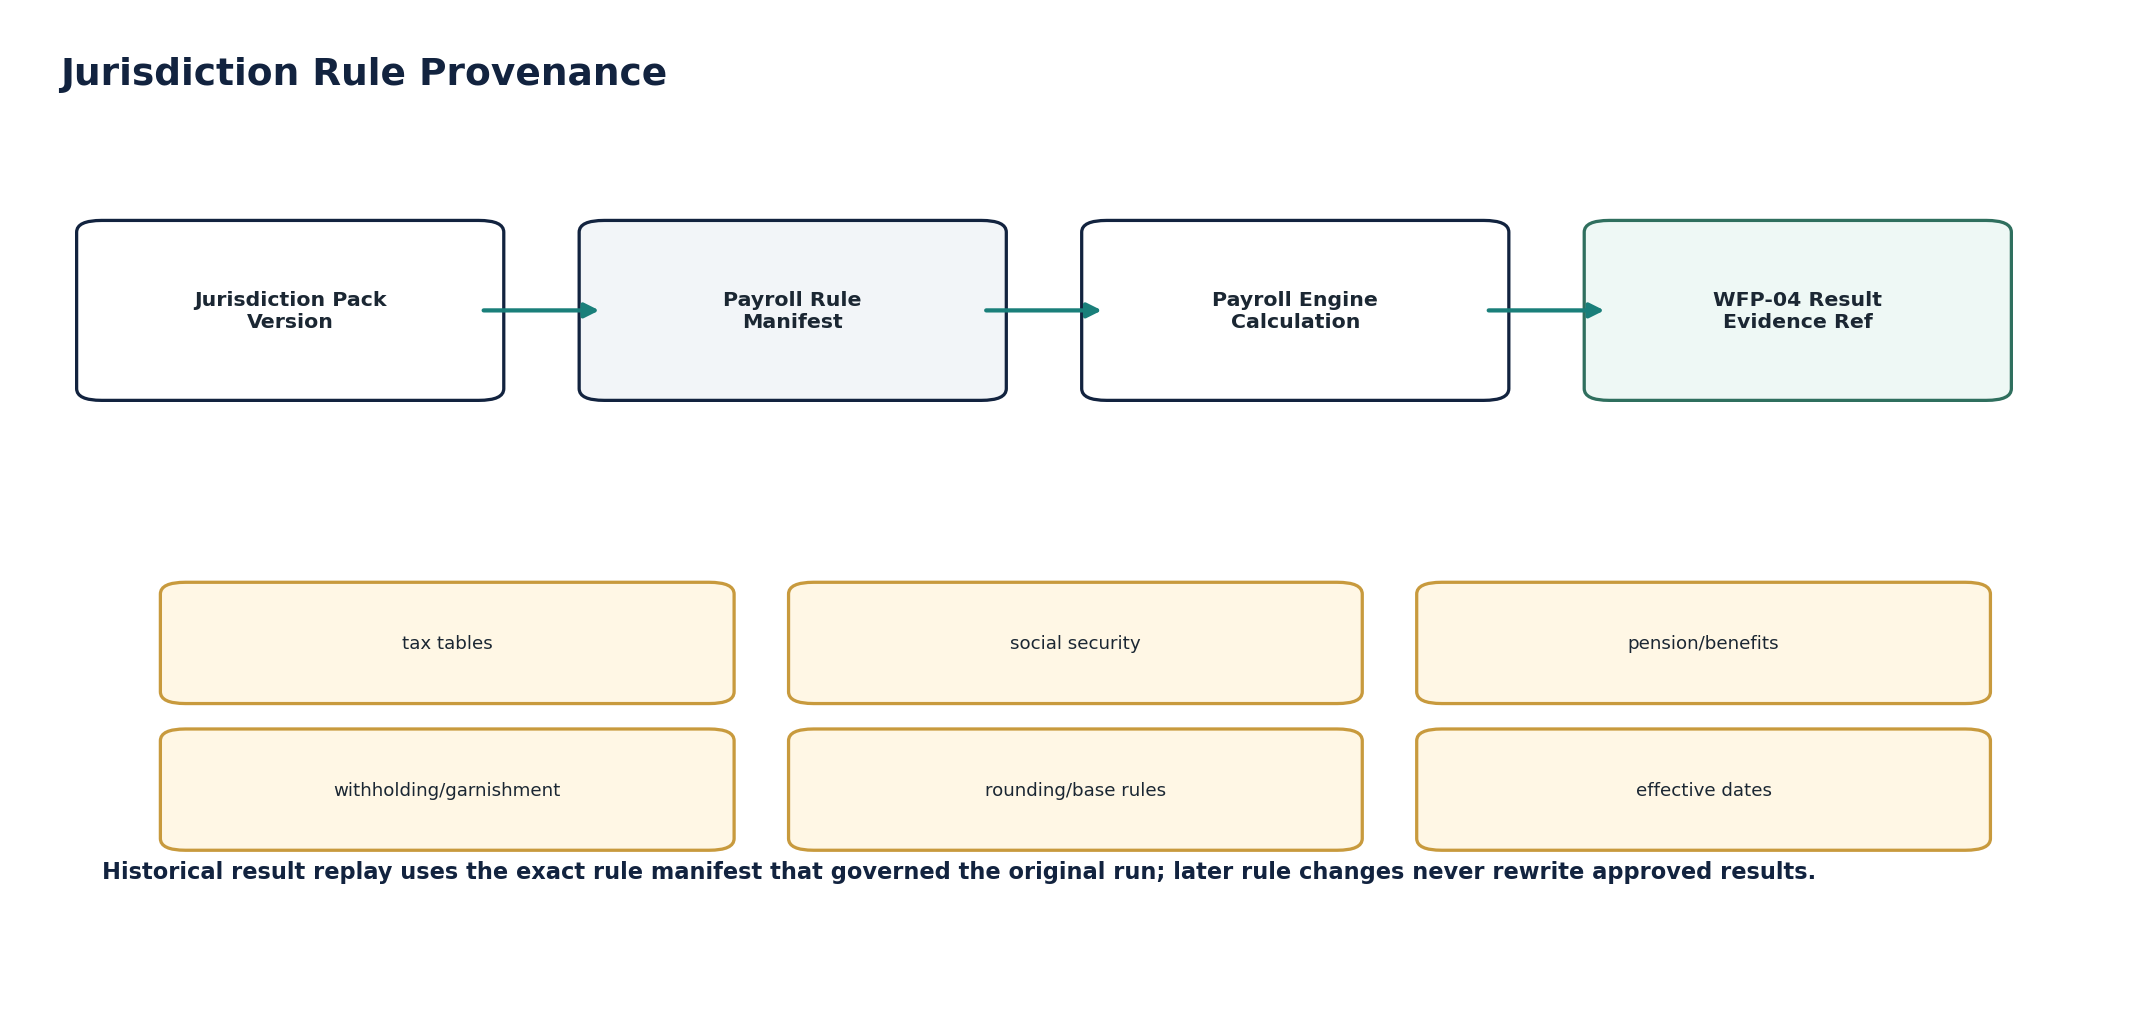 Jurisdiction Rule Provenance
Jurisdiction Pack
Version
Payroll Rule
Manifest
Payroll Engine
Calculation
WFP-04 Result
Evidence Ref
tax tables
social security
pension/benefits
withholding/garnishment
rounding/base rules
effective dates
Historical result replay uses the exact rule manifest that governed the original run; later rule changes never rewrite approved results.